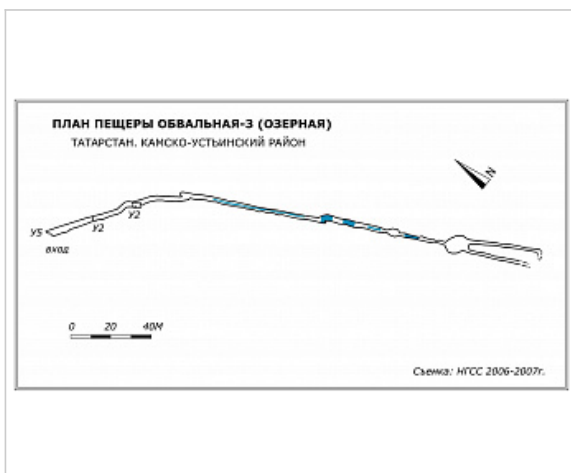 ПЛАН ПЕЩЕРЫ ОБВАЛЬНАЯ-3 (ОЗЕРНАЯ)
ТАТАРСТАН. КАМСКО-УСТЬИНСКИЙ РАЙОН
N
У2
У2
У5
вход
0 20 40М
Съемка: НГСС 2006-2007г.